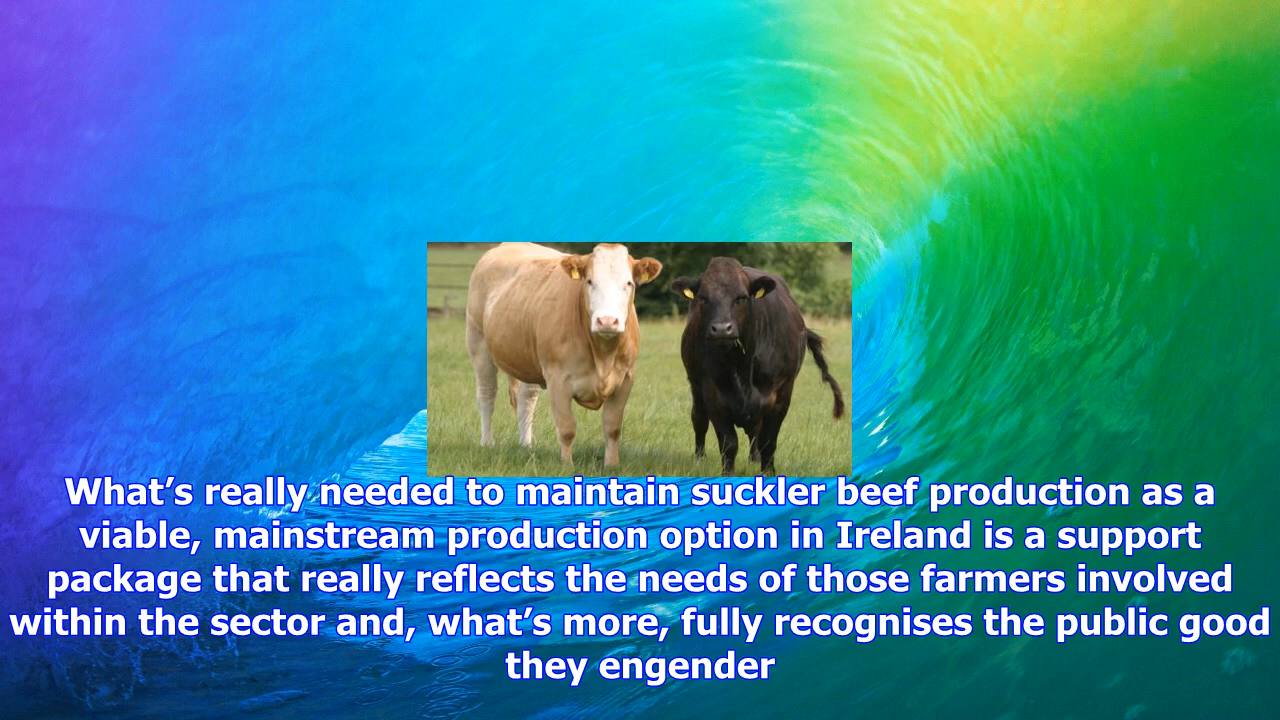 What’s really needed to maintain suckler beef production as a
viable, mainstream production option in Ireland is a support
package that really reflects the needs of those farmers involved
within the sector and, what’s more, fully recognises the public good
they engender